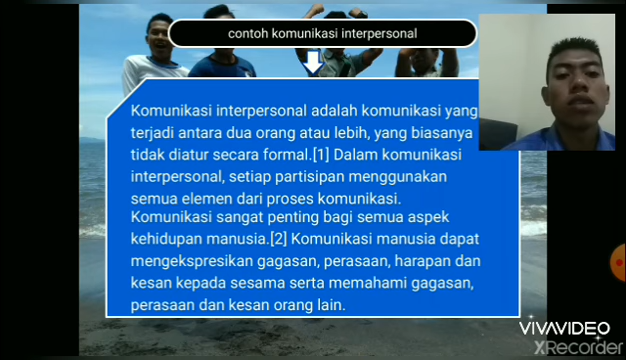 contoh komunikasi interpersonal
Komunikasi interpersonal adalah komunikasi yang
terjadi antara dua orang atau lebih, yang biasanya
tidak diatur secara formal.[1] Dalam komunikasi
interpersonal, setiap partisipan menggunakan
semua elemen dari proses komunikasi.
Komunikasi sangat penting bagi semua aspek
kehidupan manusia.[2] Komunikasi manusia dapat
mengekspresikan gagasan, perasaan, harapan dan
kesan kepada sesama serta memahami gagasan,
perasaan dan kesan orang lain.
VIVAVIDEO
XRecorder